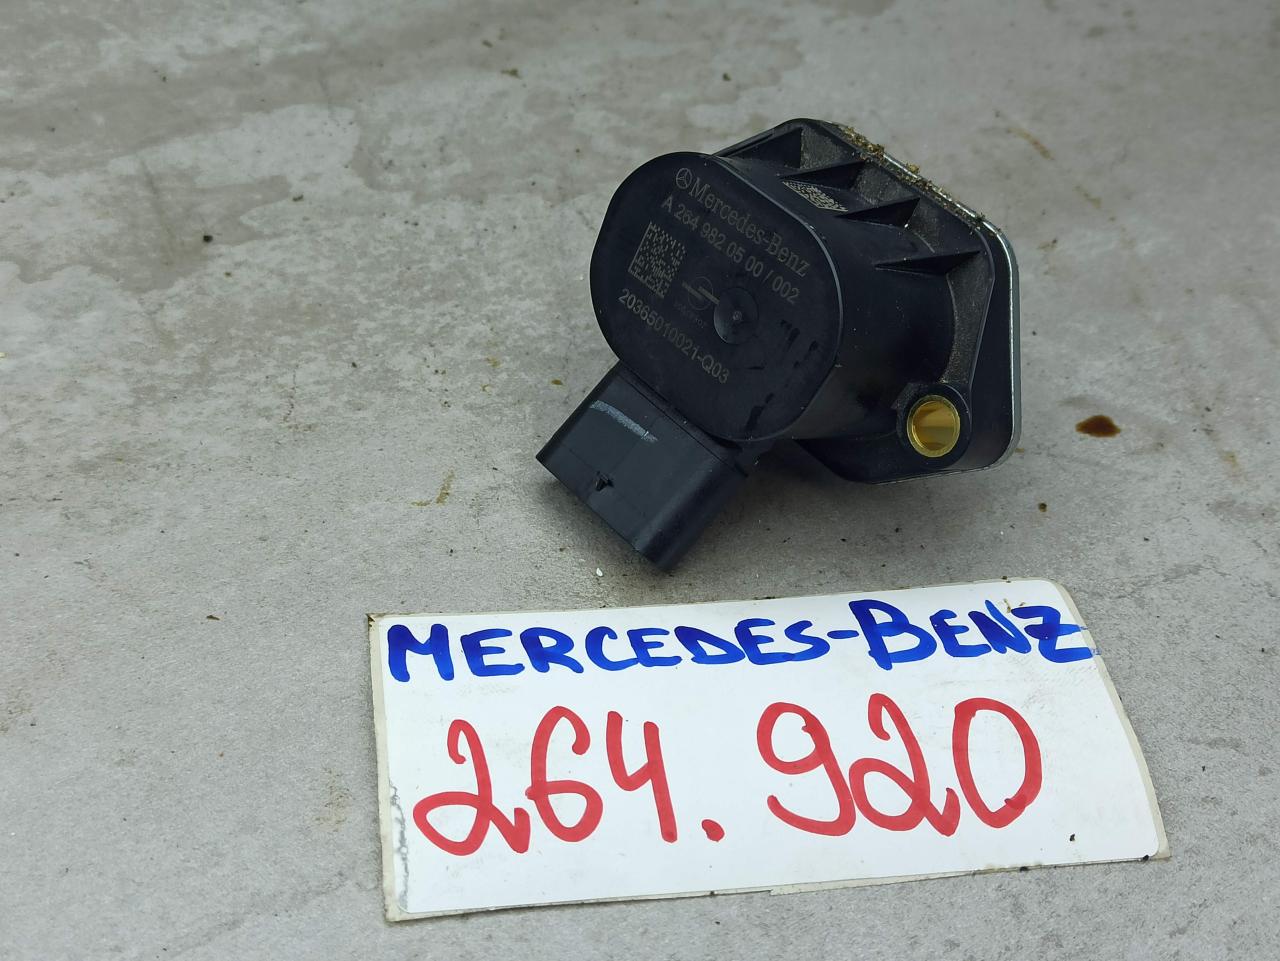 Mercedes-Benz
A 264 982 05 00 / 002
20365010021-Q03
MERCEDES-BENZ
264.920